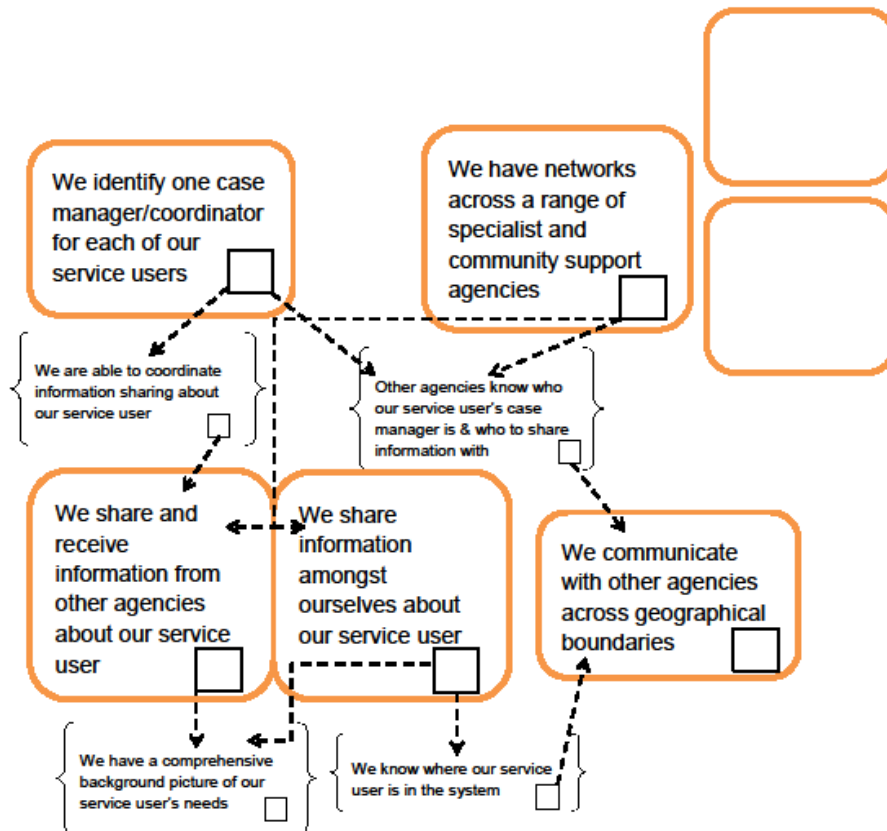 We identify one case
manager/coordinator
for each of our
service users
We have networks
across a range of
specialist and
community support
agencies
We are able to coordinate
information sharing about
our service user
Other agencies know who
our service user's case
manager is & who to share
information with
We share and
receive
information from
other agencies
about our service
user
We share
information
amongst
ourselves about
our service user
We communicate
with other agencies
across geographical
boundaries
We have a comprehensive
background picture of our
service user's needs
We know where our service
user is in the system